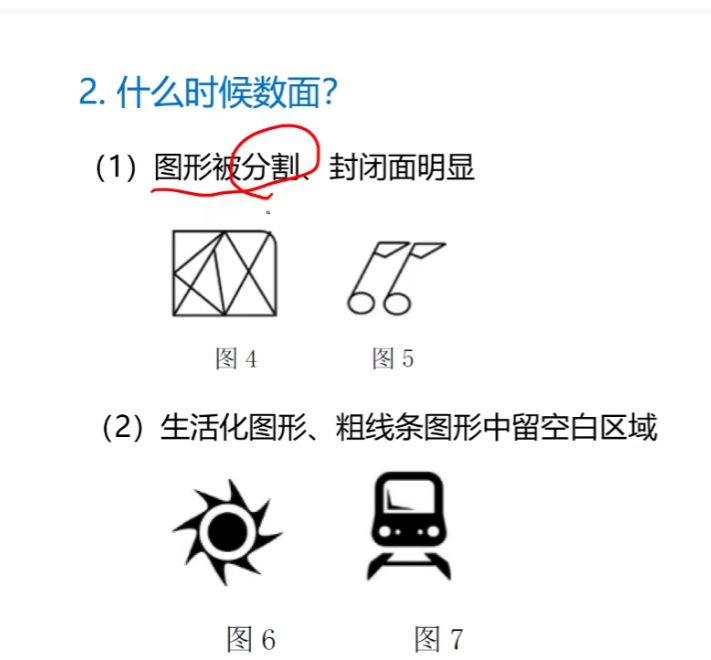 2. 什么时候数面？
（1）图形被分割、封闭面明显
图 4
图 5
（2）生活化图形、粗线条图形中留空白区域
图 6
图 7